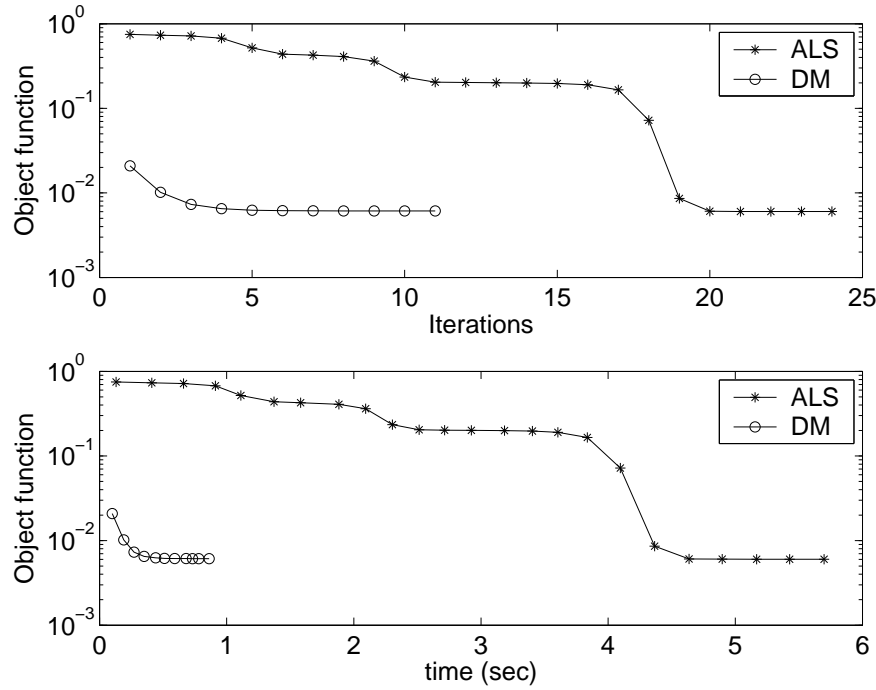 10^0
10^−1
10^−2
10^−3
Object function
ALS
DM
0 5 10 15 20 25
Iterations
10^0
10^−1
10^−2
10^−3
Object function
ALS
DM
0 1 2 3 4 5 6
time (sec)